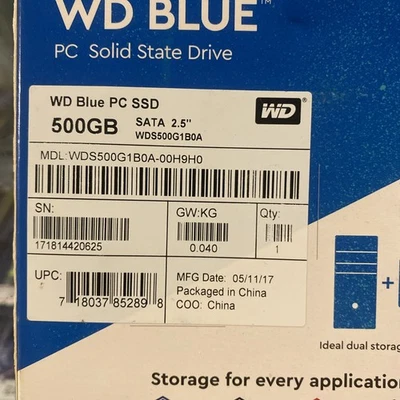 WD BLUE™
PC Solid State Drive
WD Blue PC SSD
500GB SATA 2.5"
WDS500G1B0A
WD
MDL:WDS500G1B0A-00H9H0
SN:
171814420625
GW:KG
0.040
Qty:
1
UPC:
7 18037 85289 8
MFG Date: 05/11/17
Packaged in China
COO: China
+
Ideal dual storag
Storage for every application